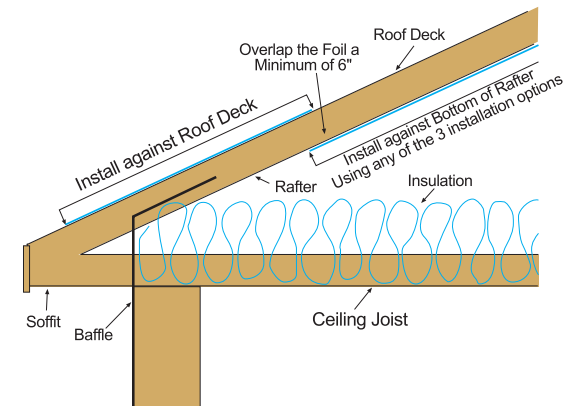 Roof Deck
Overlap the Foil a
Minimum of 6"
Install against Roof Deck
Install against Bottom of Rafter
Using any of the 3 installation options
Rafter
Insulation
Soffit
Baffle
Ceiling Joist